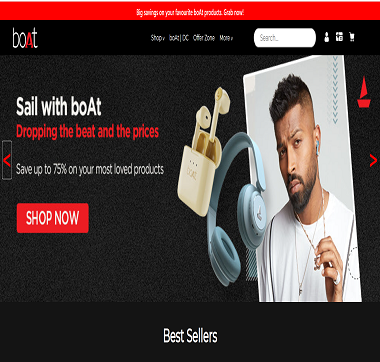 Big savings on your favourite boAt products. Grab now!
boAt
Shop ∨ boAt | DC Offer Zone More ∨
Search...
Sail with boAt
Dropping the beat and the prices
Save up to 75% on your most loved products
SHOP NOW
boAt
Best Sellers